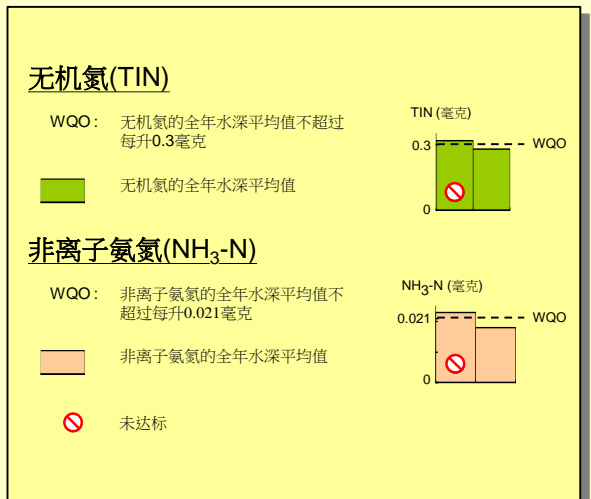 无机氮(TIN)
WQO : 无机氮的全年水深平均值不超过
每升0.3毫克
无机氮的全年水深平均值
TIN (毫克)
0.3
WQO
0
非离子氨氮(NH3-N)
WQO : 非离子氨氮的全年水深平均值不
超过每升0.021毫克
非离子氨氮的全年水深平均值
NH3-N (毫克)
0.021
WQO
0
未达标